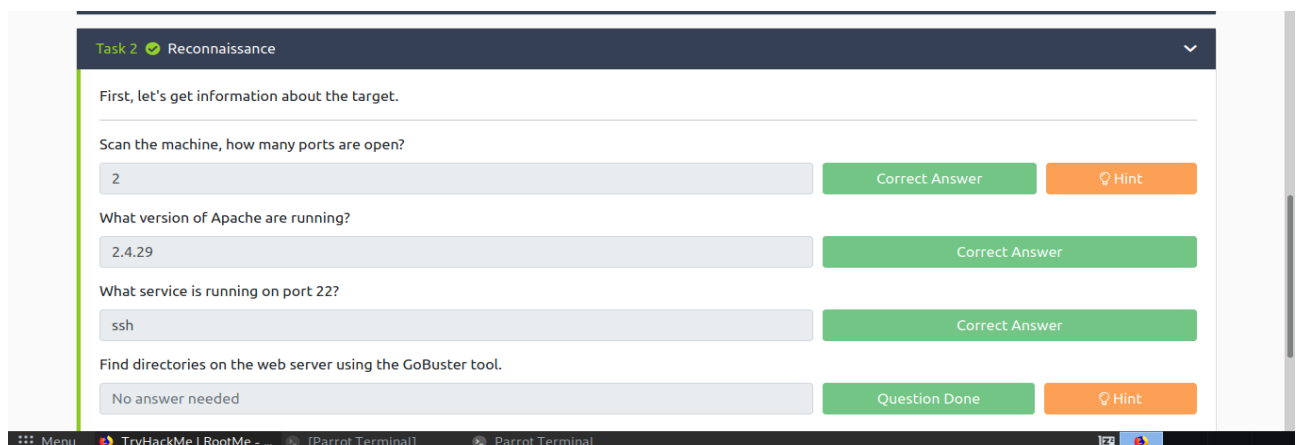 Task 2 Reconnaissance
First, let's get information about the target.
Scan the machine, how many ports are open?
2 Correct Answer Hint
What version of Apache are running?
2.4.29 Correct Answer
What service is running on port 22?
ssh Correct Answer
Find directories on the web server using the GoBuster tool.
No answer needed Question Done Hint
Menu TryHackMe | RootMe - ... [Parrot Terminal] Parrot Terminal